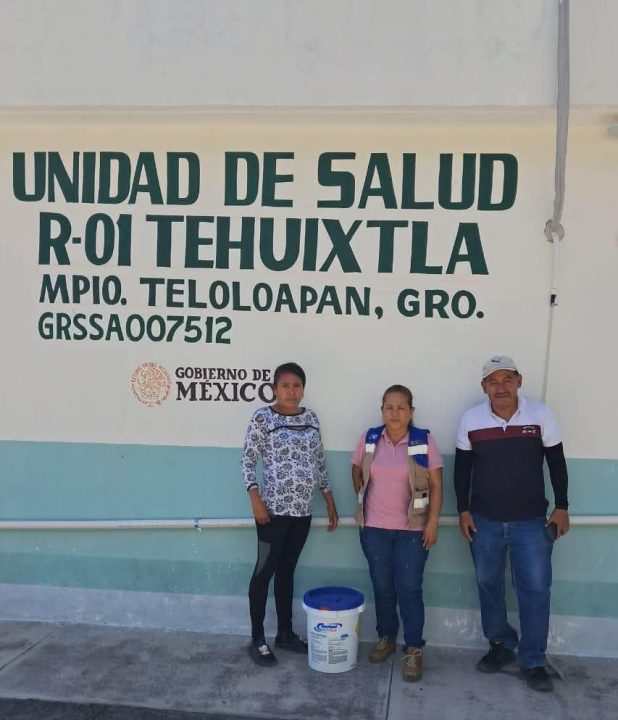 UNIDAD DE SALUD
R-01 TEHUIXTLA
MPIO. TELOLOAPAN, GRO.
GRSSA007512
GOBIERNO DE
MÉXICO